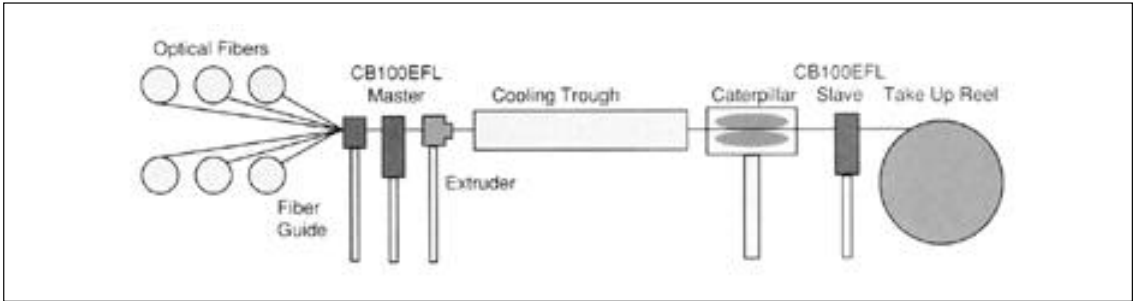 Optical Fibers
CB100EFL
Master
Cooling Trough
Caterpillar
CB100EFL
Slave
Take Up Reel
Extruder
Fiber
Guide